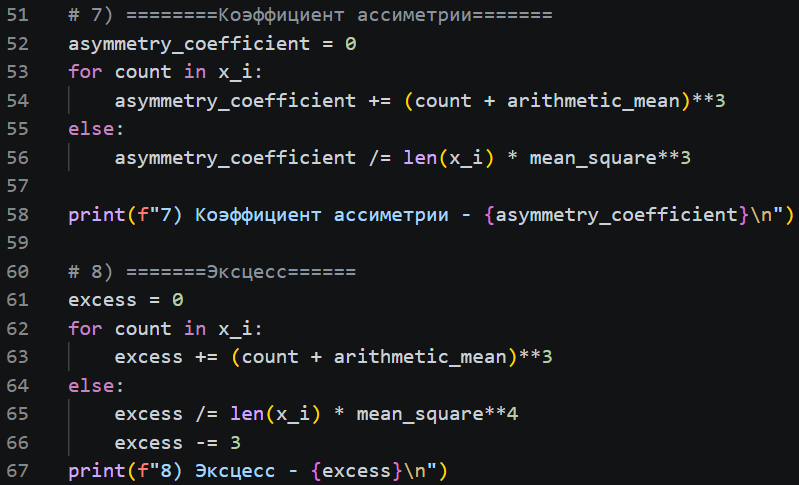 51 # 7) ========Коэффициент ассиметрии=======
52 asymmetry_coefficient = 0
53 for count in x_i:
54     asymmetry_coefficient += (count + arithmetic_mean)**3
55 else:
56     asymmetry_coefficient /= len(x_i) * mean_square**3
57
58 print(f"7) Коэффициент ассиметрии - {asymmetry_coefficient}\n")
59
60 # 8) =======Эксцесс======
61 excess = 0
62 for count in x_i:
63     excess += (count + arithmetic_mean)**3
64 else:
65     excess /= len(x_i) * mean_square**4
66     excess -= 3
67 print(f"8) Эксцесс - {excess}\n")